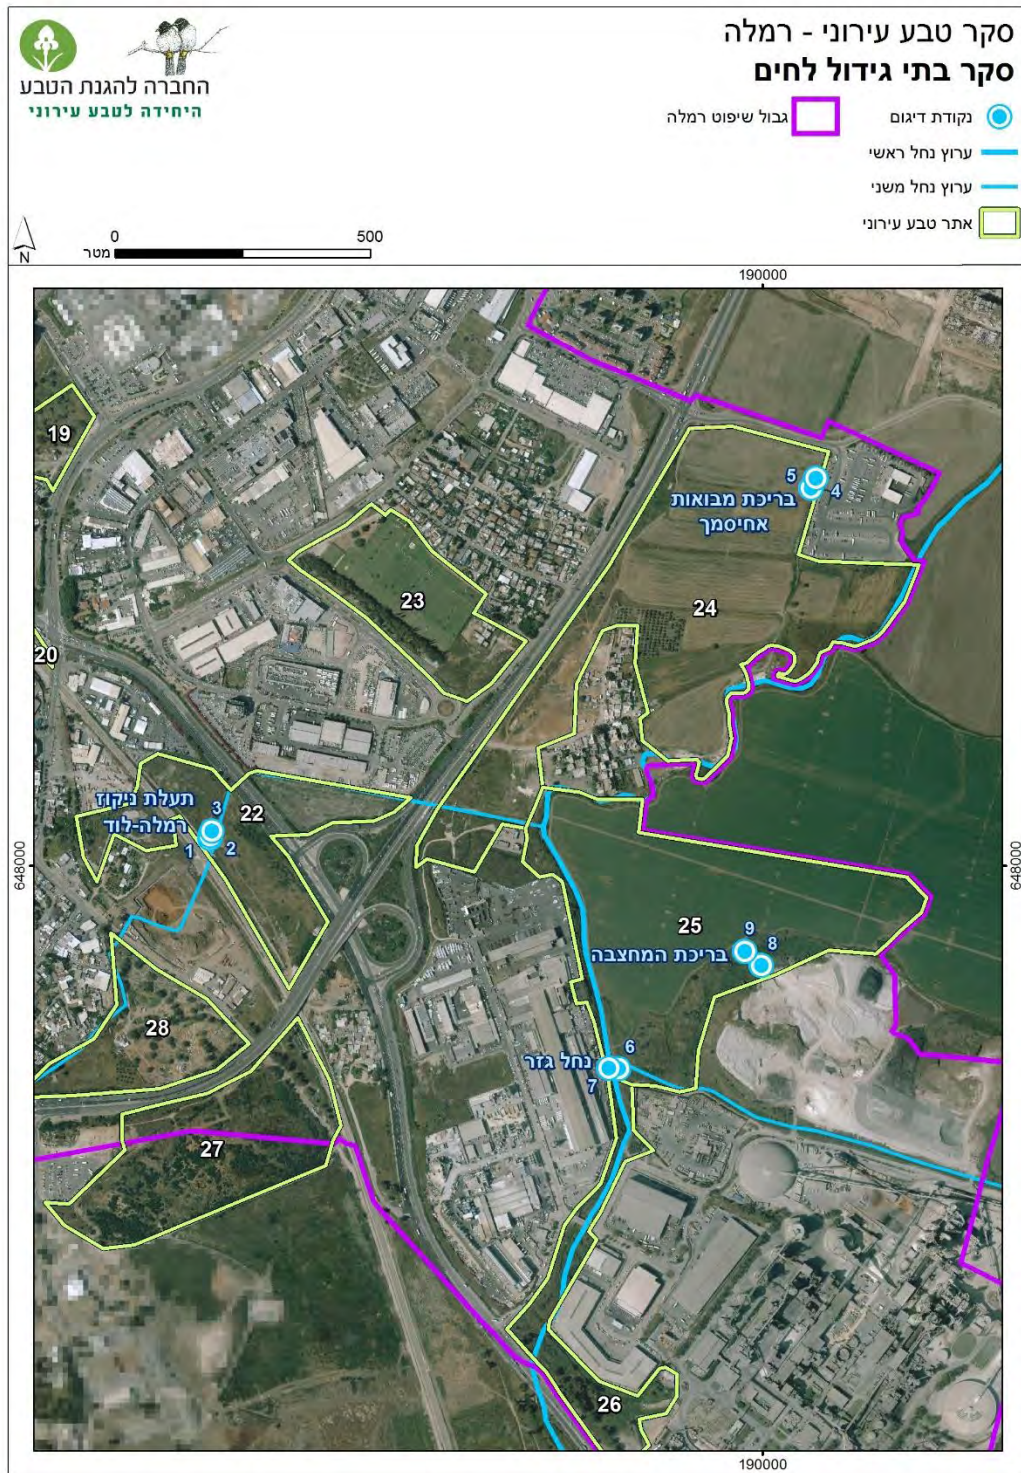 סקר טבע עירוני - רמלה
סקר בתי גידול לחים
החברה להגנת הטבע
היחידה לטבע עירוני
נקודת דיגום
גבול שיפוט רמלה
ערוץ נחל ראשי
ערוץ נחל משני
אתר טבע עירוני
N
0
500
מטר
190000
19
5
4
בריכת מבואות
אחיסמך
23
24
20
תעלת ניקוז
רמלה-לוד
3
22
1
2
648000
648000
25
9
8
בריכת המחצבה
28
נחל גזר
6
7
27
26
190000